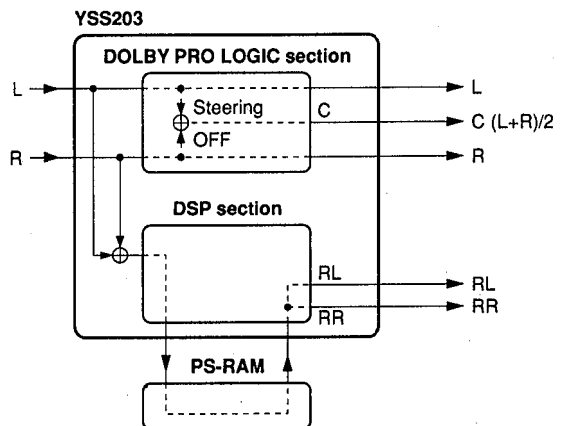 YSS203
DOLBY PRO LOGIC section
L
L
Steering
C
C (L+R)/2
OFF
R
R
DSP section
RL
RL
RR
RR
PS-RAM